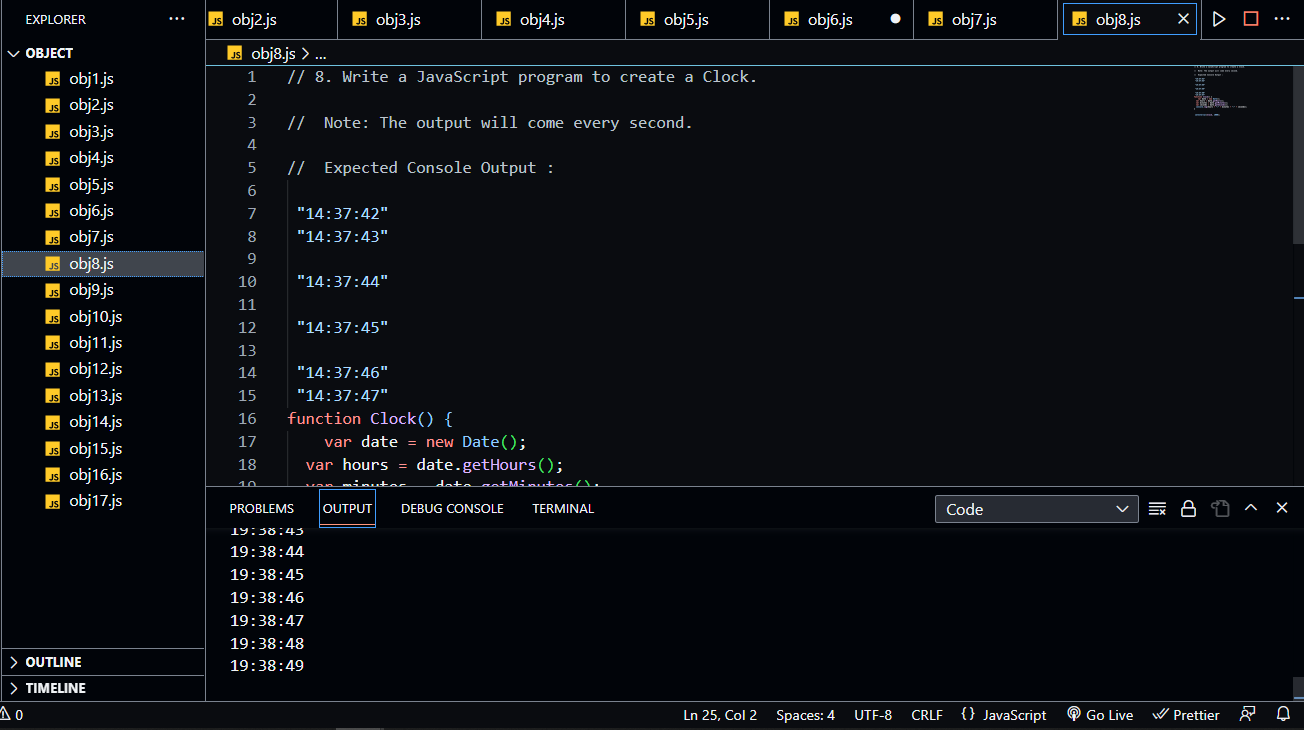 EXPLORER
obj2.js
obj3.js
obj4.js
obj5.js
obj6.js
obj7.js
obj8.js
OBJECT
obj1.js
obj2.js
obj3.js
obj4.js
obj5.js
obj6.js
obj7.js
obj8.js
obj9.js
obj10.js
obj11.js
obj12.js
obj13.js
obj14.js
obj15.js
obj16.js
obj17.js
OUTLINE
TIMELINE
obj8.js > ...
1 // 8. Write a JavaScript program to create a Clock.
2
3 //  Note: The output will come every second.
4
5 //  Expected Console Output :
6
7 "14:37:42"
8 "14:37:43"
9
10 "14:37:44"
11
12 "14:37:45"
13
14 "14:37:46"
15 "14:37:47"
16 function Clock() {
17 var date = new Date();
18 var hours = date.getHours();
19 var minutes = date.getMinutes();
PROBLEMS OUTPUT DEBUG CONSOLE TERMINAL Code
19:38:43
19:38:44
19:38:45
19:38:46
19:38:47
19:38:48
19:38:49
0 Ln 25, Col 2 Spaces: 4 UTF-8 CRLF {} JavaScript Go Live Prettier